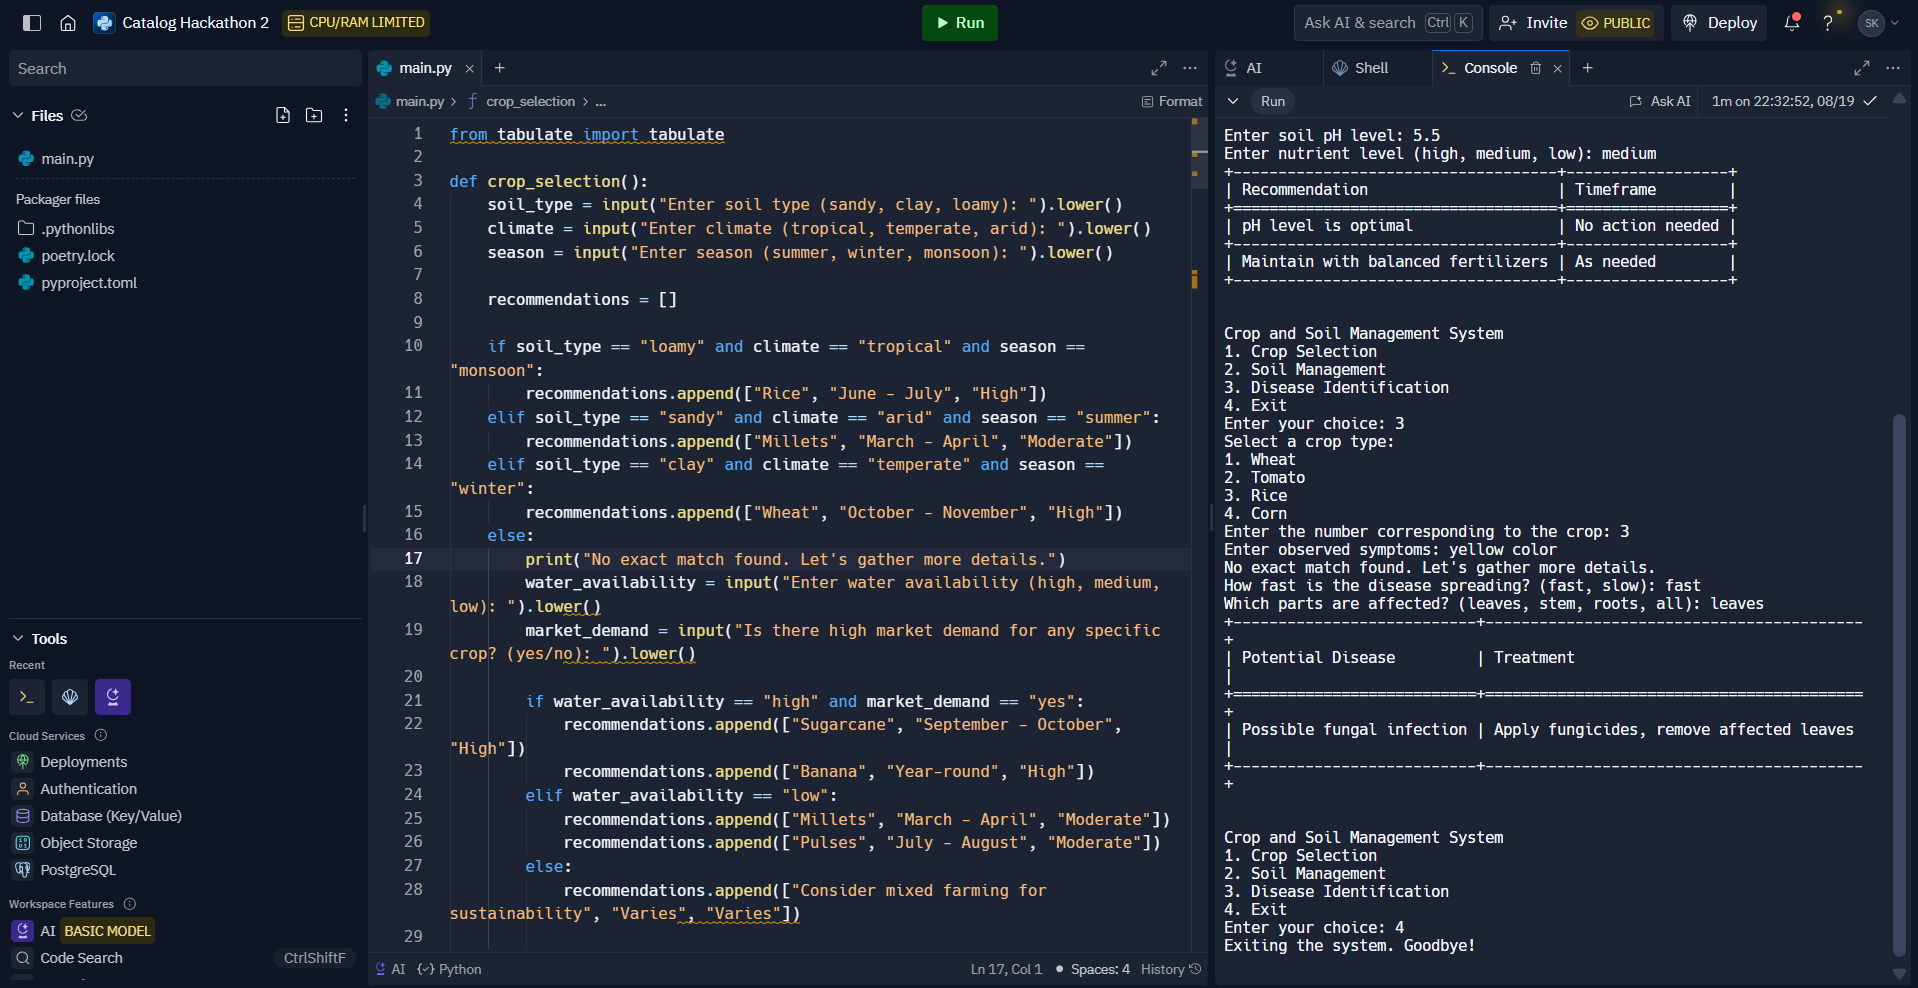 Catalog Hackathon 2
CPU/RAM LIMITED
Run
Ask AI & search Ctrl K
Invite
PUBLIC
Deploy
SK
Search
Files
main.py
Packager files
.pythonlibs
poetry.lock
pyproject.toml
Tools
Recent
Cloud Services
Deployments
Authentication
Database (Key/Value)
Object Storage
PostgreSQL
Workspace Features
AI BASIC MODEL
Code Search CtrlShiftF
main.py
main.py > crop_selection > ...
Format
1 from tabulate import tabulate
2
3 def crop_selection():
4 soil_type = input("Enter soil type (sandy, clay, loamy): ").lower()
5 climate = input("Enter climate (tropical, temperate, arid): ").lower()
6 season = input("Enter season (summer, winter, monsoon): ").lower()
7
8 recommendations = []
9
10 if soil_type == "loamy" and climate == "tropical" and season ==
"monsoon":
11 recommendations.append(["Rice", "June - July", "High"])
12 elif soil_type == "sandy" and climate == "arid" and season == "summer":
13 recommendations.append(["Millets", "March - April", "Moderate"])
14 elif soil_type == "clay" and climate == "temperate" and season ==
"winter":
15 recommendations.append(["Wheat", "October - November", "High"])
16 else:
17 print("No exact match found. Let's gather more details.")
18 water_availability = input("Enter water availability (high, medium,
low): ").lower()
19 market_demand = input("Is there high market demand for any specific
crop? (yes/no): ").lower()
20
21 if water_availability == "high" and market_demand == "yes":
22 recommendations.append(["Sugarcane", "September - October",
"High"])
23 recommendations.append(["Banana", "Year-round", "High"])
24 elif water_availability == "low":
25 recommendations.append(["Millets", "March - April", "Moderate"])
26 recommendations.append(["Pulses", "July - August", "Moderate"])
27 else:
28 recommendations.append(["Consider mixed farming for
sustainability", "Varies", "Varies"])
29
AI {} Python
Ln 17, Col 1 • Spaces: 4 History
AI
Shell
Console
Run
Ask AI
1m on 22:32:52, 08/19
Enter soil pH level: 5.5
Enter nutrient level (high, medium, low): medium
+------------------------------------+------------------+
| Recommendation | Timeframe |
+====================================+==================+
| pH level is optimal | No action needed |
+------------------------------------+------------------+
| Maintain with balanced fertilizers | As needed |
+------------------------------------+------------------+
Crop and Soil Management System
1. Crop Selection
2. Soil Management
3. Disease Identification
4. Exit
Enter your choice: 3
Select a crop type:
1. Wheat
2. Tomato
3. Rice
4. Corn
Enter the number corresponding to the crop: 3
Enter observed symptoms: yellow color
No exact match found. Let's gather more details.
How fast is the disease spreading? (fast, slow): fast
Which parts are affected? (leaves, stem, roots, all): leaves
+---------------------------+------------------------------------------
+
| Potential Disease | Treatment
|
+===========================+==========================================
+
| Possible fungal infection | Apply fungicides, remove affected leaves
|
+---------------------------+------------------------------------------
+
Crop and Soil Management System
1. Crop Selection
2. Soil Management
3. Disease Identification
4. Exit
Enter your choice: 4
Exiting the system. Goodbye!